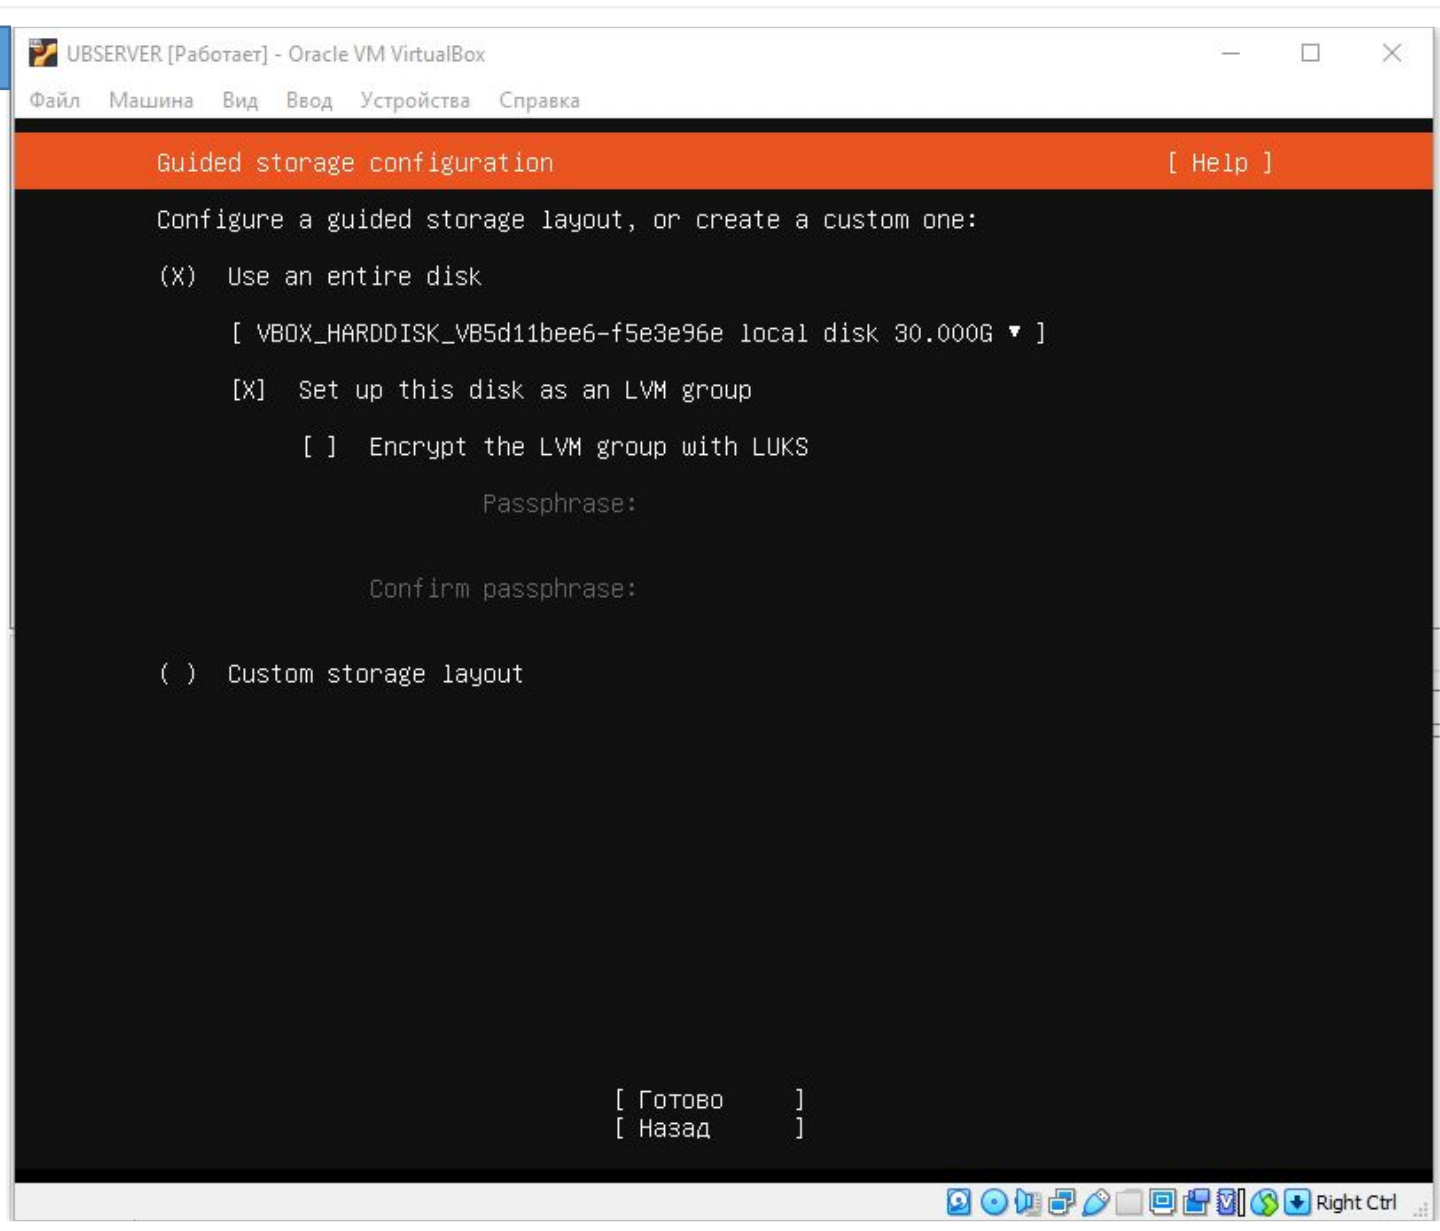 UBSERVER [Работает] - Oracle VM VirtualBox
Файл Машина Вид Ввод Устройства Справка
Guided storage configuration [ Help ]
Configure a guided storage layout, or create a custom one:
(X) Use an entire disk
[ VBOX_HARDDISK_VB5d11bee6-f5e3e96e local disk 30.000G ▾ ]
[X] Set up this disk as an LVM group
[ ] Encrypt the LVM group with LUKS
Passphrase:
Confirm passphrase:
( ) Custom storage layout
[ Готово ]
[ Назад ]
Right Ctrl